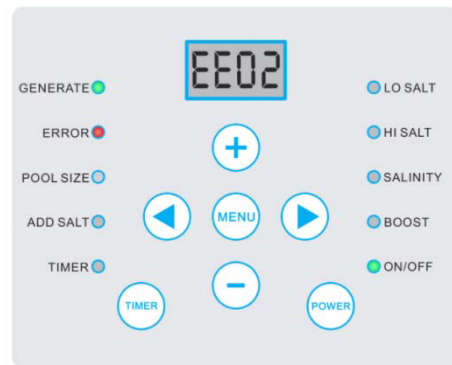 EE02
GENERATE
LO SALT
ERROR
HI SALT
POOL SIZE
SALINITY
MENU
ADD SALT
BOOST
TIMER
ON/OFF
TIMER
POWER